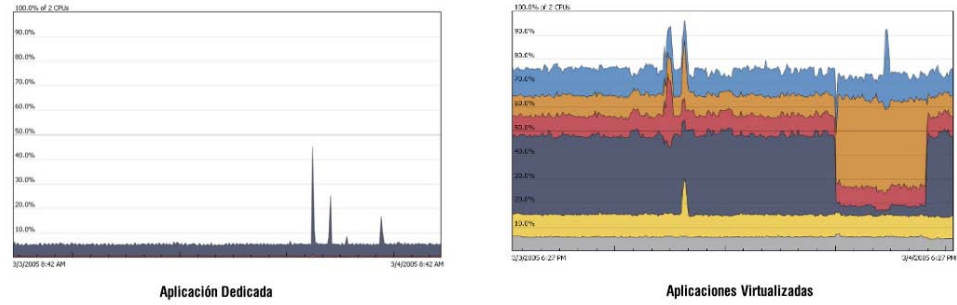 100.0% of 2 CPUs
90.0%
80.0%
70.0%
60.0%
50.0%
40.0%
30.0%
20.0%
10.0%
3/3/2005 8:42 AM
3/4/2005 8:42 AM
Aplicación Dedicada
100.0% of 2 CPUs
90.0%
80.0%
70.0%
60.0%
50.0%
40.0%
30.0%
20.0%
10.0%
3/3/2005 6:27 PM
3/4/2005 6:27 PM
Aplicaciones Virtualizadas